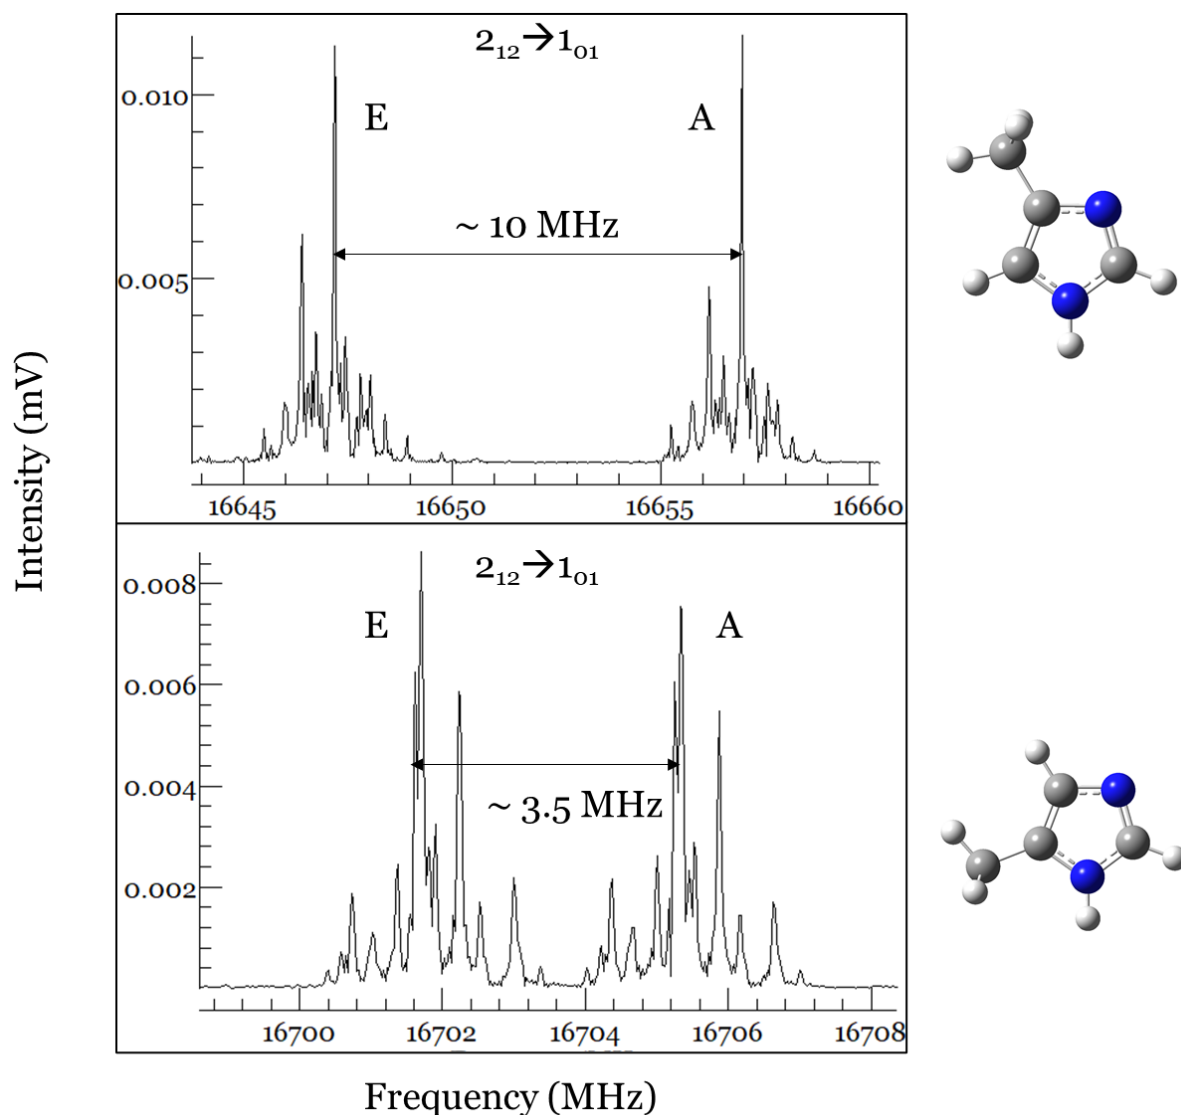 2₁₂→1₀₁
0.010
E
A
~ 10 MHz
0.005
16645
16650
16655
16660
2₁₂→1₀₁
0.008
E
A
0.006
0.004
~ 3.5 MHz
0.002
16700
16702
16704
16706
16708
Intensity (mV)
Frequency (MHz)